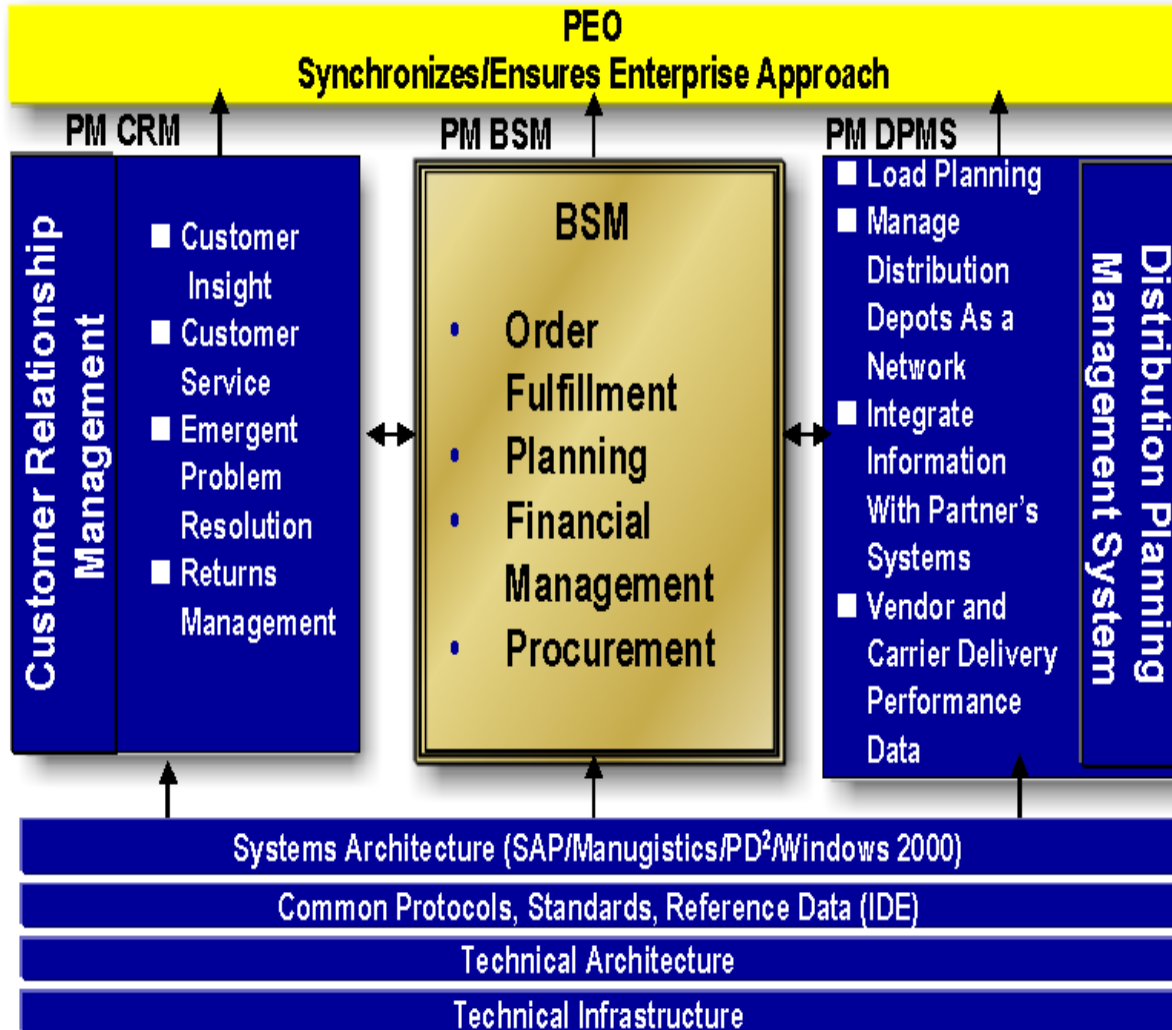 PEO
Synchronizes/Ensures Enterprise Approach
PM CRM
PM BSM
PM DPMS
Customer Relationship
Management
■ Customer
Insight
■ Customer
Service
■ Emergent
Problem
Resolution
■ Returns
Management
BSM
• Order
Fulfillment
• Planning
• Financial
Management
• Procurement
■ Load Planning
■ Manage
Distribution
Depots As a
Network
■ Integrate
Information
With Partner's
Systems
■ Vendor and
Carrier Delivery
Performance
Data
Distribution Planning
Management System
Systems Architecture (SAP/Manugistics/PD²/Windows 2000)
Common Protocols, Standards, Reference Data (IDE)
Technical Architecture
Technical Infrastructure